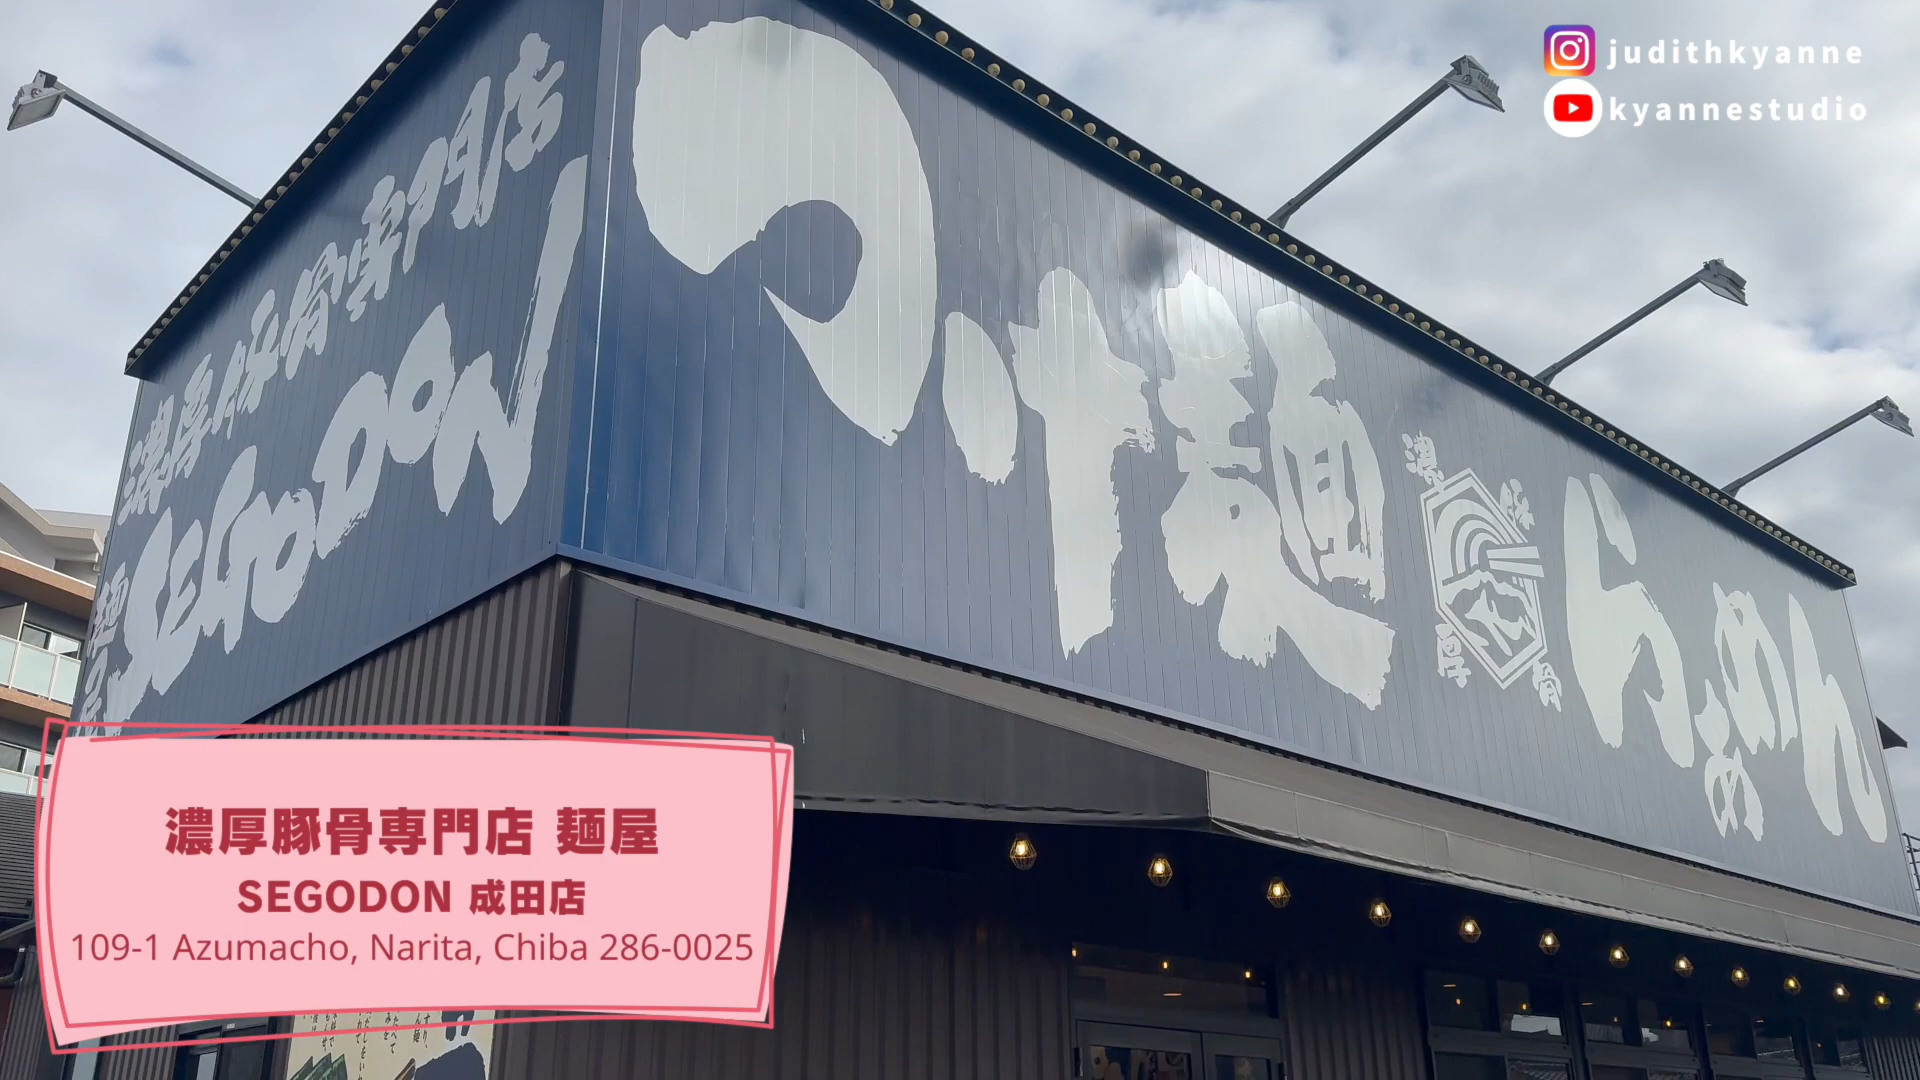 judithkyanne
kyannestudio
濃厚豚骨専門店
SEGODON
つけ麺
濃厚豚骨
らぁめん
濃厚豚骨専門店 麺屋
SEGODON 成田店
109-1 Azumacho, Narita, Chiba 286-0025